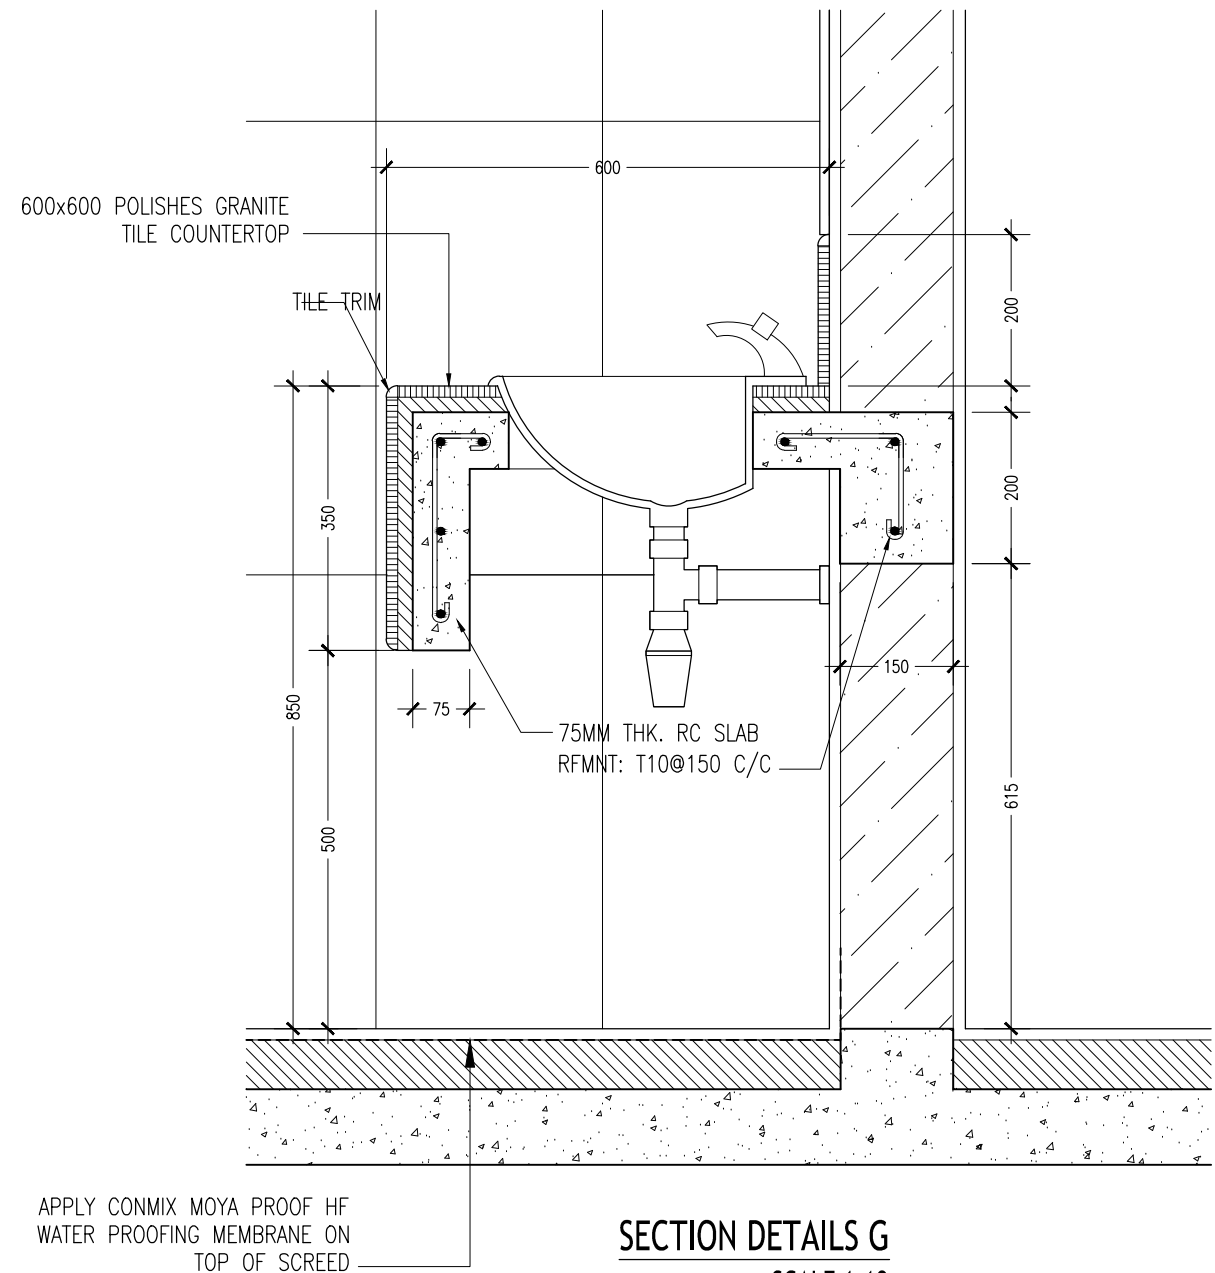 600
600x600 POLISHES GRANITE
TILE COUNTERTOP
TILE TRIM
200
350
200
850
75
150
75MM THK. RC SLAB
RFMNT: T10@150 C/C
500
615
APPLY CONMIX MOYA PROOF HF
WATER PROOFING MEMBRANE ON
TOP OF SCREED
SECTION DETAILS G